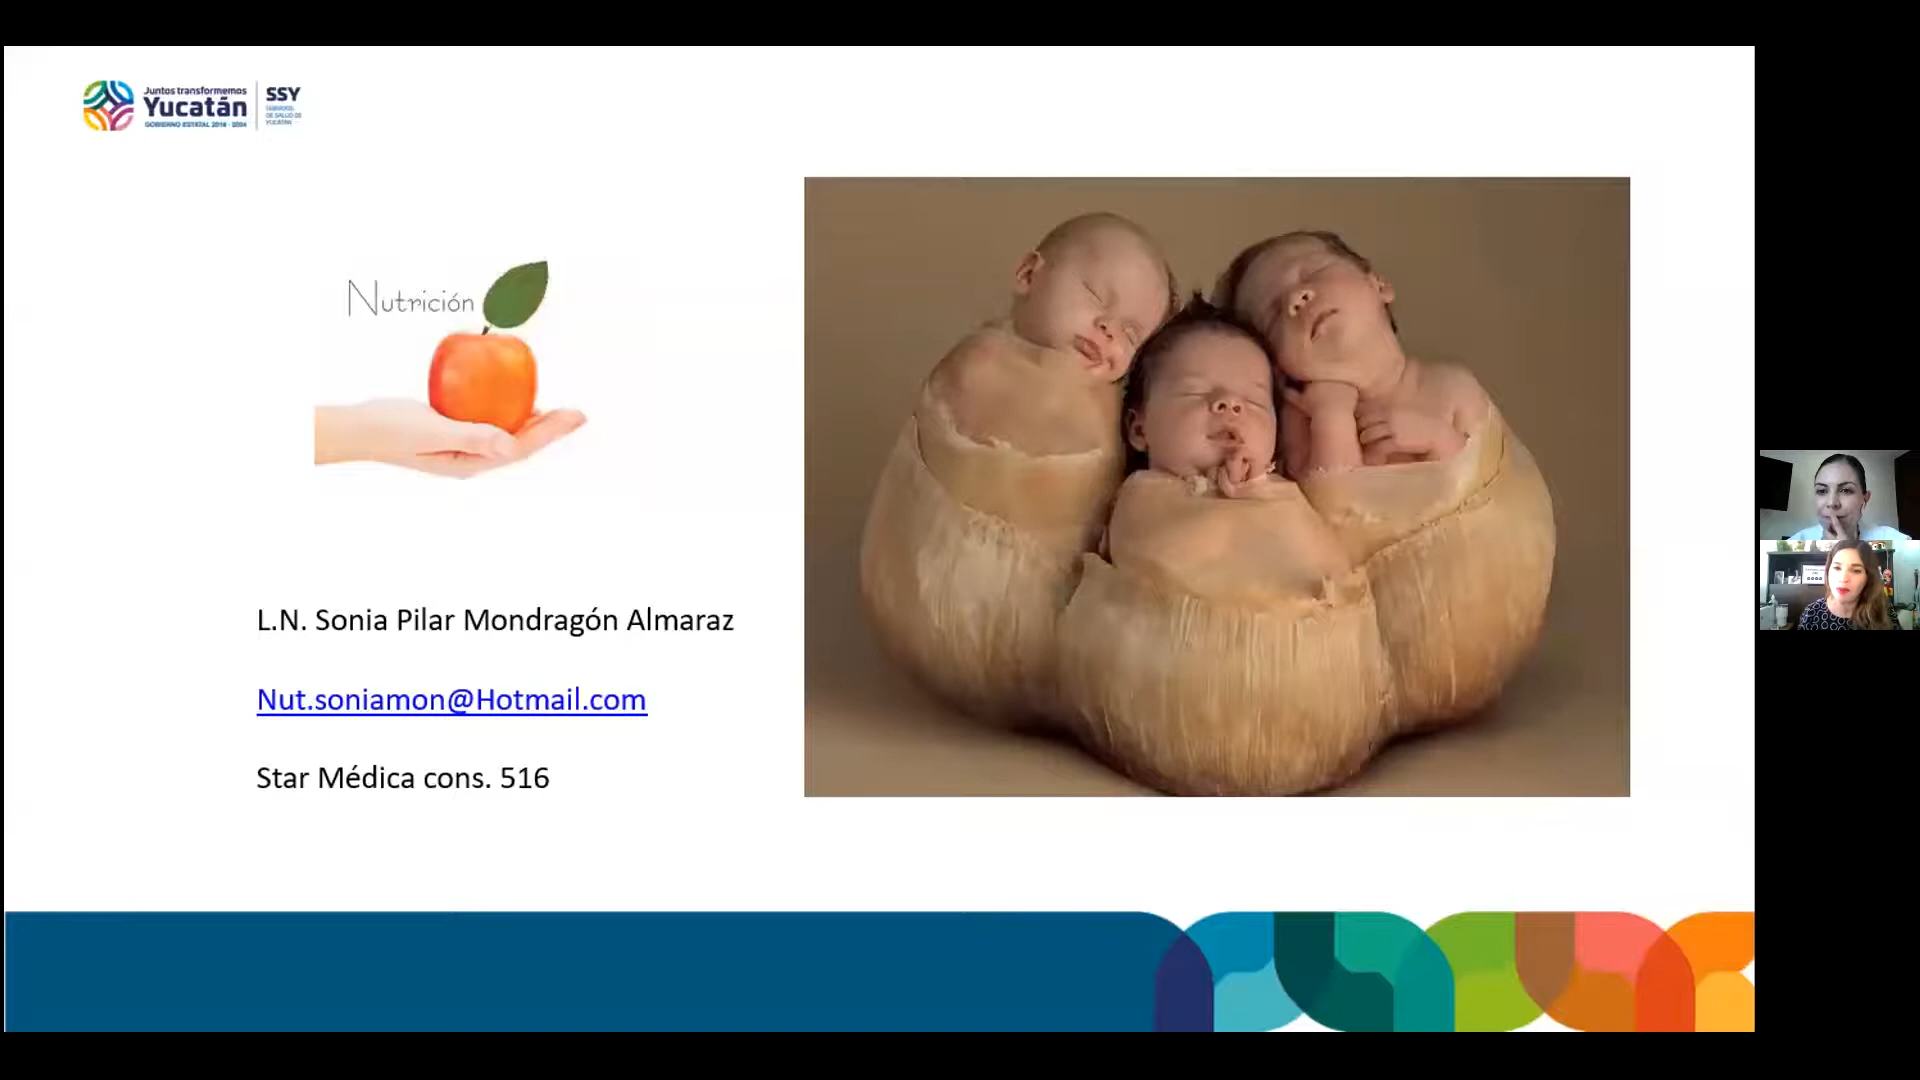 Juntos transformemos
Yucatán
GOBIERNO ESTATAL 2018 - 2024
SSY
SERVICIOS
DE SALUD DE
YUCATÁN
Nutrición
L.N. Sonia Pilar Mondragón Almaraz
Nut.soniamon@Hotmail.com
Star Médica cons. 516